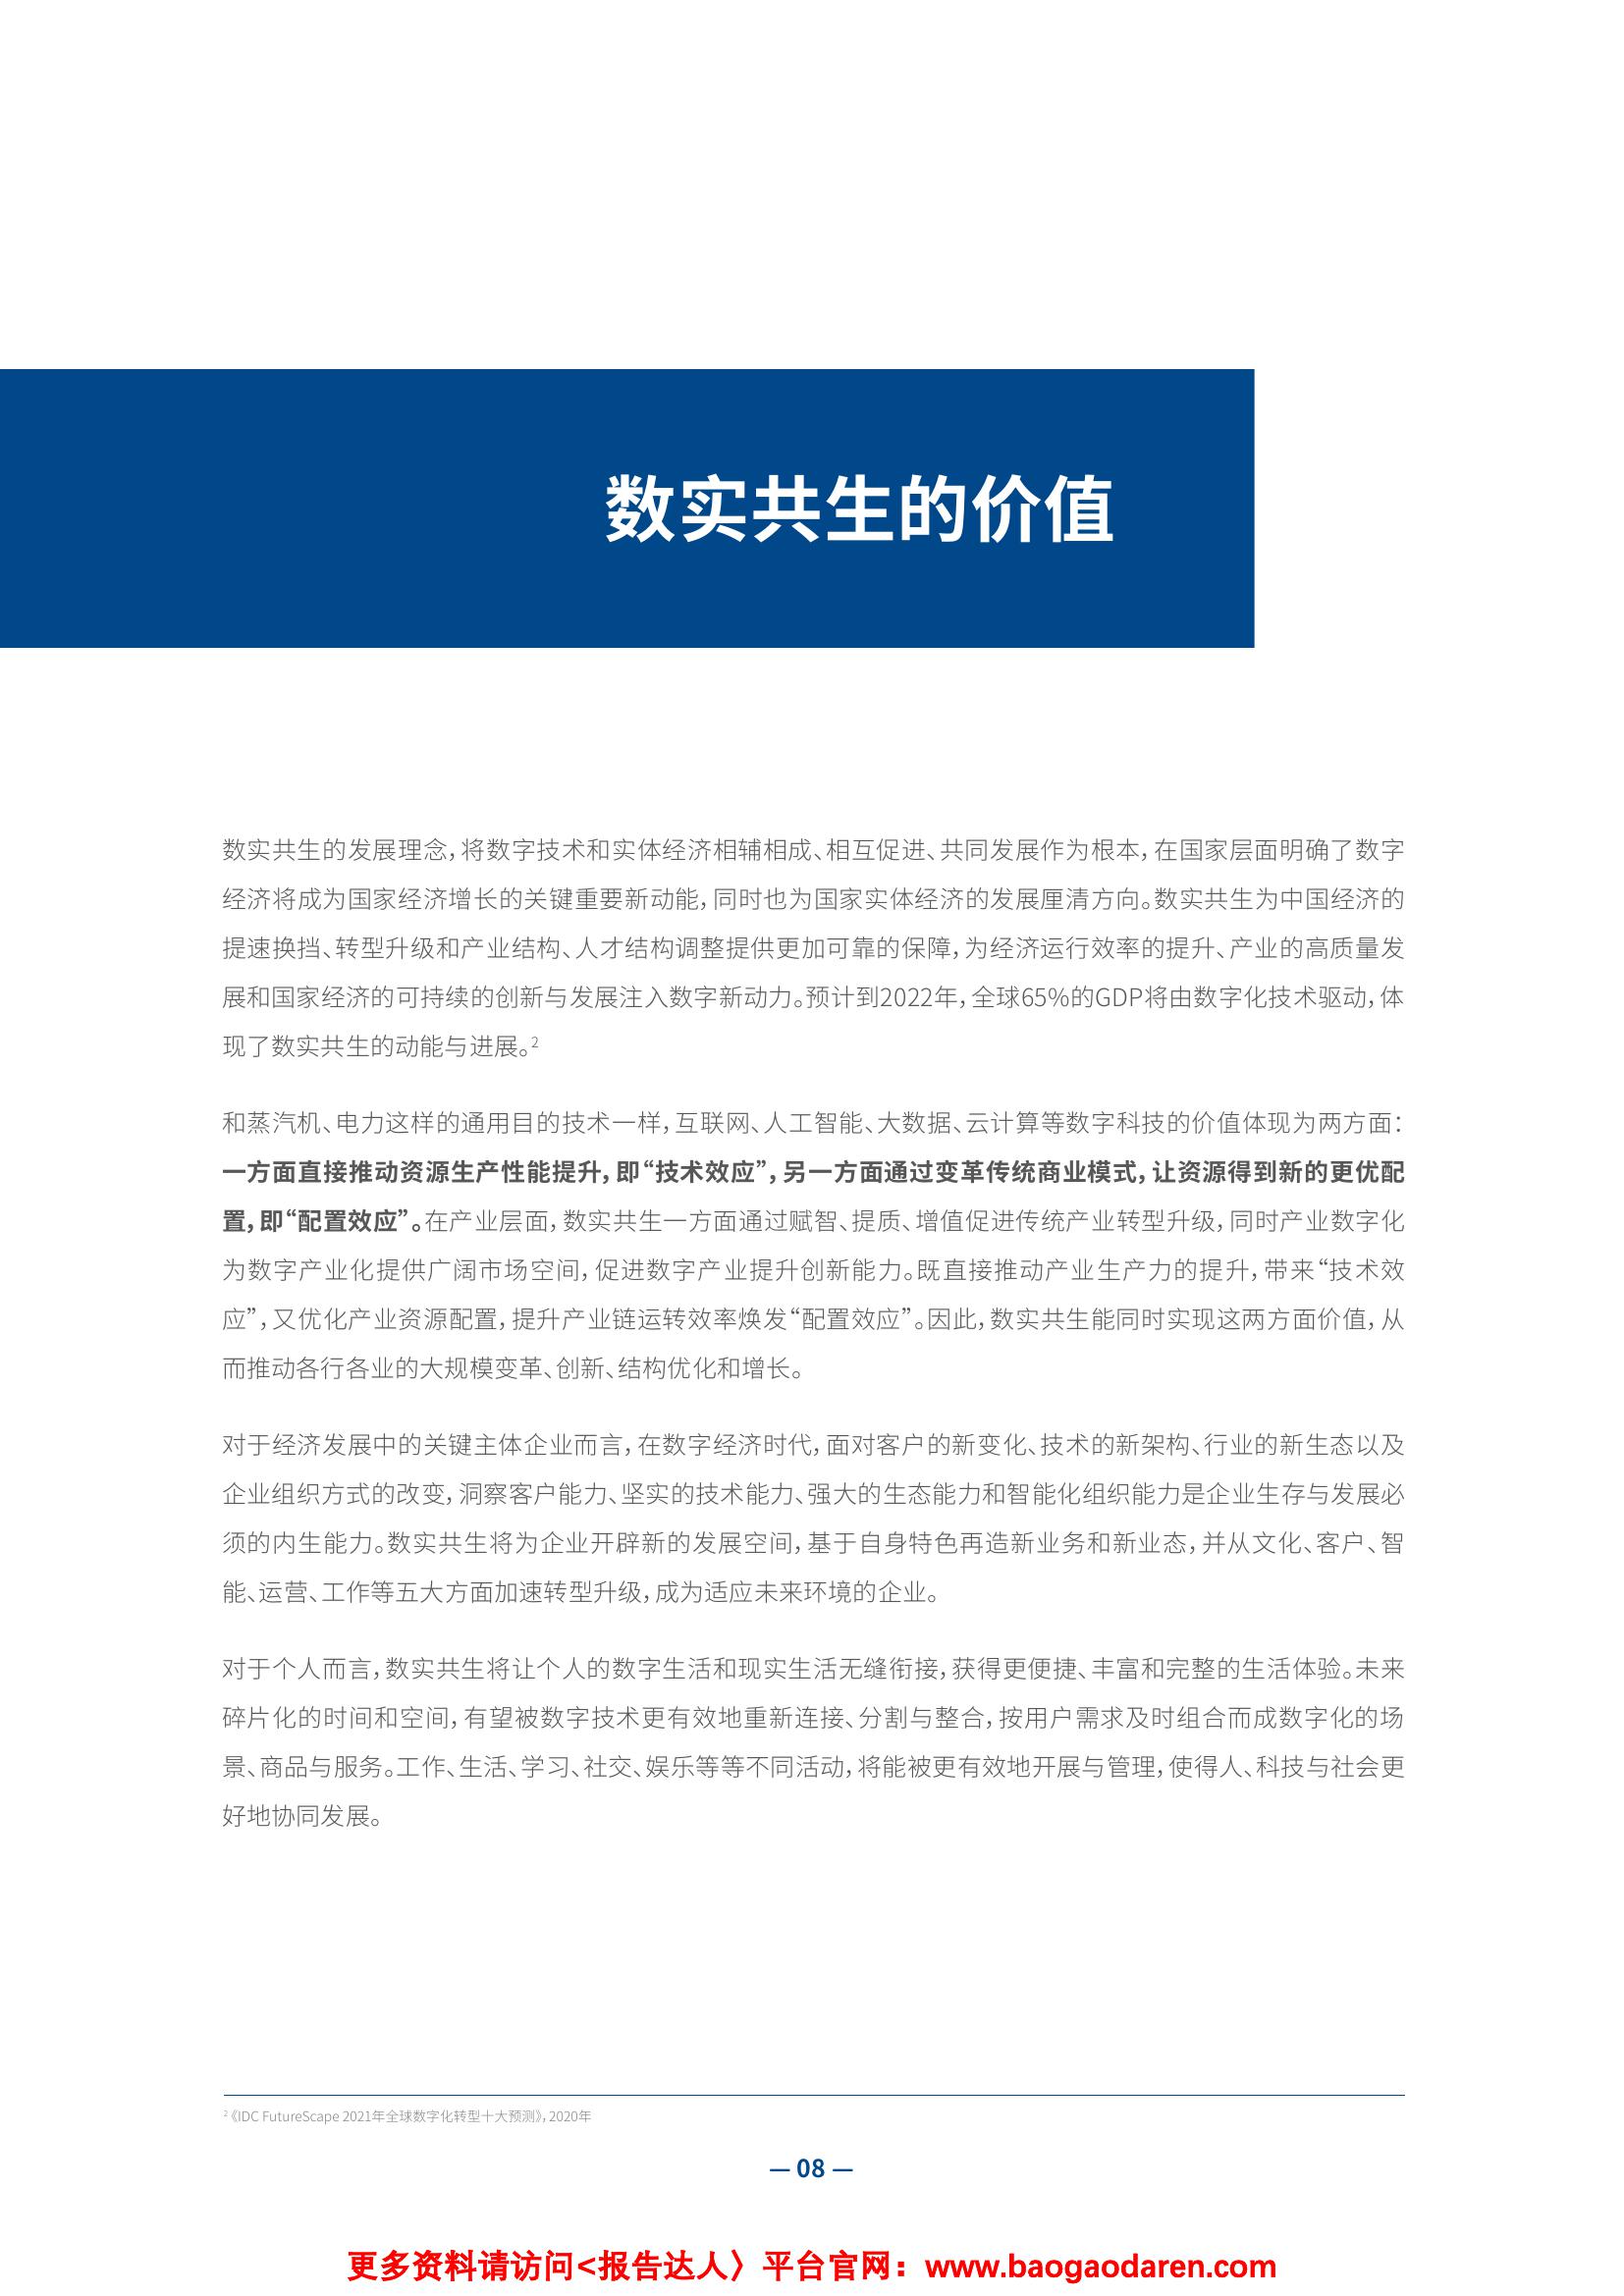 数实共生的价值
数实共生的发展理念，将数字技术和实体经济相辅相成、相互促进、共同发展作为根本，在国家层面明确了数字
经济将成为国家经济增长的关键重要新动能，同时也为国家实体经济的发展厘清方向。数实共生为中国经济的
提速换挡、转型升级和产业结构、人才结构调整提供更加可靠的保障，为经济运行效率的提升、产业的高质量发
展和国家经济的可持续的创新与发展注入数字新动力。预计到2022年，全球65%的GDP将由数字化技术驱动，体
现了数实共生的动能与进展。²
和蒸汽机、电力这样的通用目的技术一样，互联网、人工智能、大数据、云计算等数字科技的价值体现为两方面：
一方面直接推动资源生产性能提升，即“技术效应”，另一方面通过变革传统商业模式，让资源得到新的更优配
置，即“配置效应”。在产业层面，数实共生一方面通过赋智、提质、增值促进传统产业转型升级，同时产业数字化
为数字产业化提供广阔市场空间，促进数字产业提升创新能力。既直接推动产业生产力的提升，带来“技术效
应”，又优化产业资源配置，提升产业链运转效率焕发“配置效应”。因此，数实共生能同时实现这两方面价值，从
而推动各行各业的大规模变革、创新、结构优化和增长。
对于经济发展中的关键主体企业而言，在数字经济时代，面对客户的新变化、技术的新架构、行业的新生态以及
企业组织方式的改变，洞察客户能力、坚实的技术能力、强大的生态能力和智能化组织能力是企业生存与发展必
须的内生能力。数实共生将为企业开辟新的发展空间，基于自身特色再造新业务和新业态，并从文化、客户、智
能、运营、工作等五大方面加速转型升级，成为适应未来环境的企业。
对于个人而言，数实共生将让个人的数字生活和现实生活无缝衔接，获得更便捷、丰富和完整的生活体验。未来
碎片化的时间和空间，有望被数字技术更有效地重新连接、分割与整合，按用户需求及时组合而成数字化的场
景、商品与服务。工作、生活、学习、社交、娱乐等等不同活动，将能被更有效地开展与管理，使得人、科技与社会更
好地协同发展。
²《IDC FutureScape 2021年全球数字化转型十大预测》，2020年
— 08 —
更多资料请访问<报告达人〉平台官网：www.baogaodaren.com